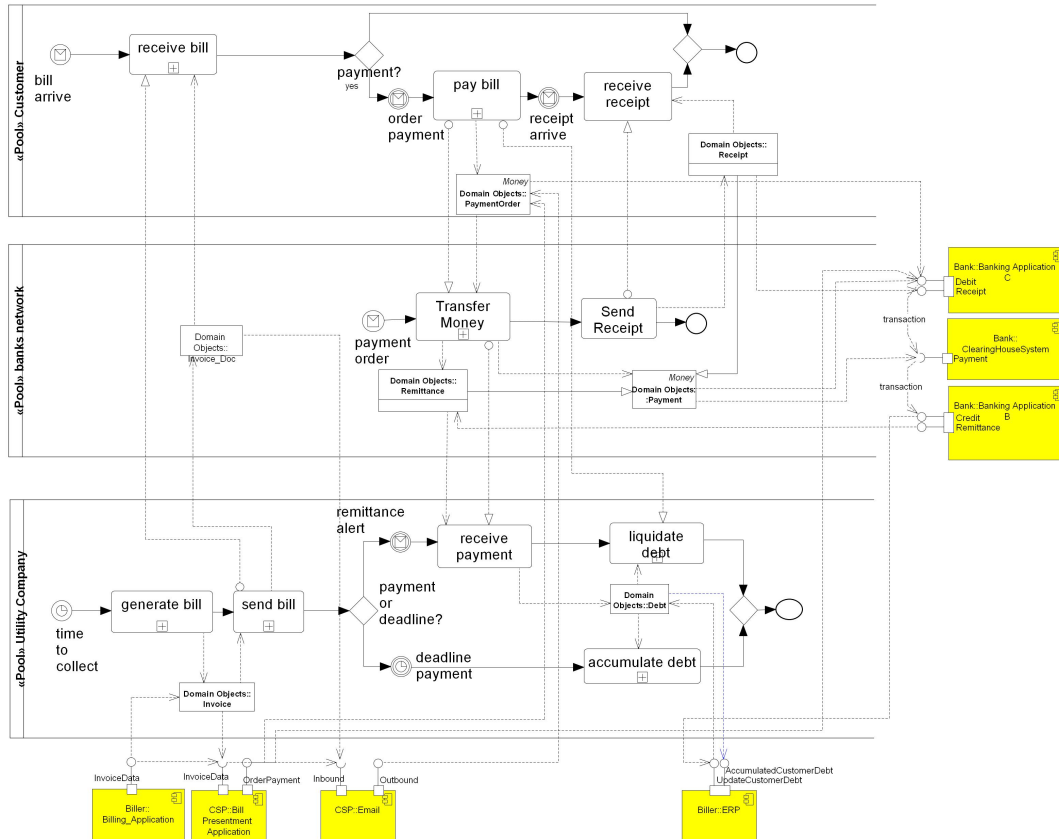 «Pool» Customer
receive bill
bill
arrive
payment?
yes
order
payment
pay bill
receipt
arrive
receive
receipt
Domain Objects::
Receipt
Money
Domain Objects::
PaymentOrder
«Pool» banks network
Domain
Objects::
Invoice_Doc
payment
order
Transfer
Money
Send
Receipt
Domain Objects::
Remittance
Money
Domain Objects:
:Payment
Bank::Banking Application
C
Debit
Receipt
transaction
Bank::
ClearingHouseSystem
Payment
transaction
Bank::Banking Application
B
Credit
Remittance
«Pool» Utility Company
time
to
collect
generate bill
send bill
remittance
alert
payment
or
deadline?
receive
payment
liquidate
debt
Domain
Objects::Debt
deadline
payment
accumulate debt
Domain Objects::
Invoice
InvoiceData
InvoiceData
OrderPayment
Inbound
Outbound
AccumulatedCustomerDebt
UpdateCustomerDebt
Biller::
Billing_Application
CSP::Bill
Presentment
Application
CSP::Email
Biller::ERP